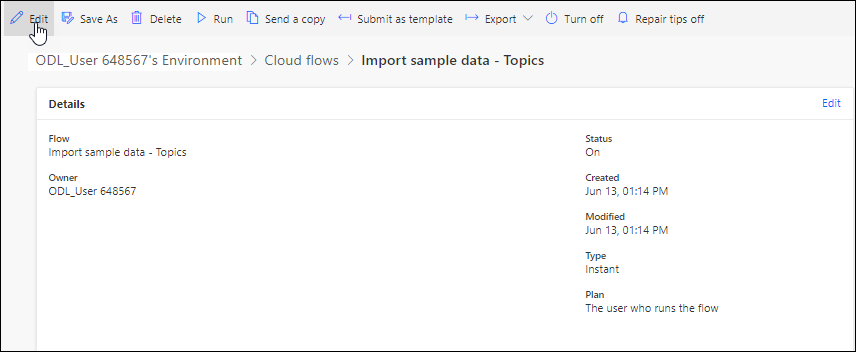 Edit Save As Delete Run Send a copy Submit as template Export Turn off Repair tips off
ODL_User 648567's Environment > Cloud flows > Import sample data - Topics
Details Edit
Flow
Import sample data - Topics
Owner
ODL_User 648567
Status
On
Created
Jun 13, 01:14 PM
Modified
Jun 13, 01:14 PM
Type
Instant
Plan
The user who runs the flow